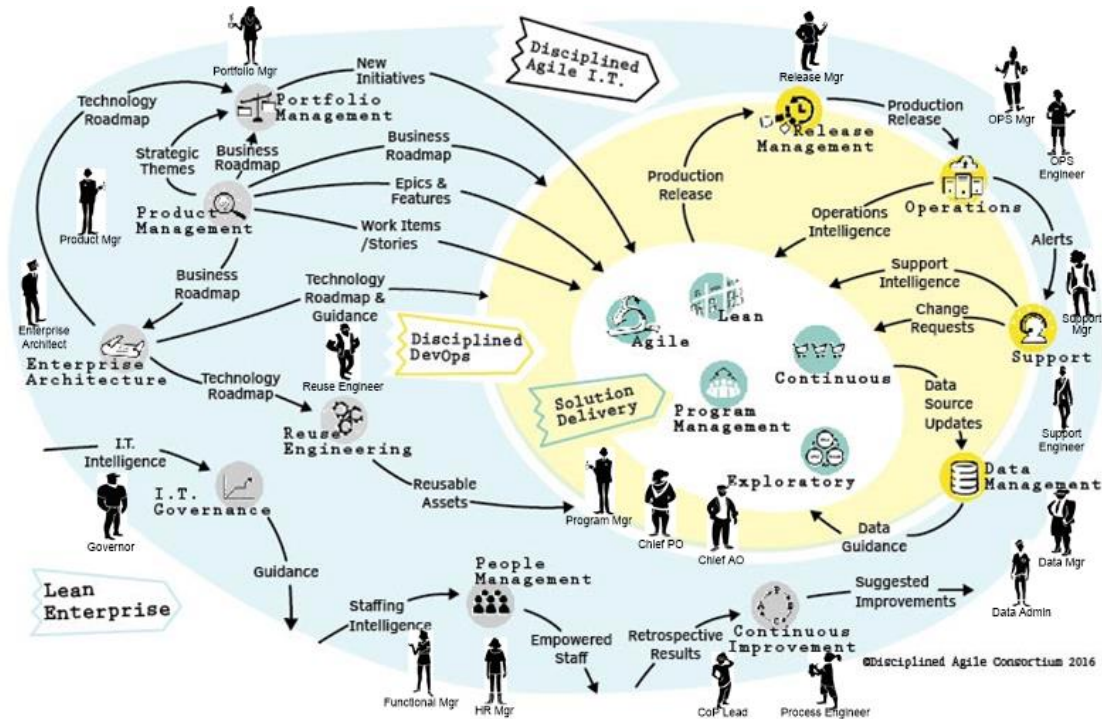 Portfolio Mgr
New
Initiatives
Disciplined
Agile I.T.
Release Mgr
Technology
Roadmap
Portfolio
Management
Production
Release
OPS Mgr
Release
Management
OPS
Engineer
Strategic
Themes
Business
Roadmap
Business
Roadmap
Production
Release
Epics &
Features
Operations
Operations
Intelligence
Product
Management
Product Mgr
Work Items
/Stories
Alerts
Business
Roadmap
Technology
Roadmap &
Guidance
Support
Intelligence
Support
Mgr
Change
Requests
Enterprise
Architect
Lean
Agile
Disciplined
DevOps
Support
Enterprise
Architecture
Reuse Engineer
Continuous
Technology
Roadmap
Solution
Delivery
Program
Management
Data
Source
Updates
Reuse
Engineering
Support
Engineer
I.T.
Intelligence
Data
Management
I.T.
Governance
Reusable
Assets
Exploratory
Governor
Program Mgr
Chief PO
Chief AO
Data
Guidance
Data Mgr
Guidance
People
Management
Suggested
Improvements
Lean
Enterprise
Staffing
Intelligence
A P
C S
Data Admin
Empowered
Staff
Retrospective
Results
Continuous
Improvement
©Disciplined Agile Consortium 2016
Functional Mgr
HR Mgr
CoP Lead
Process Engineer